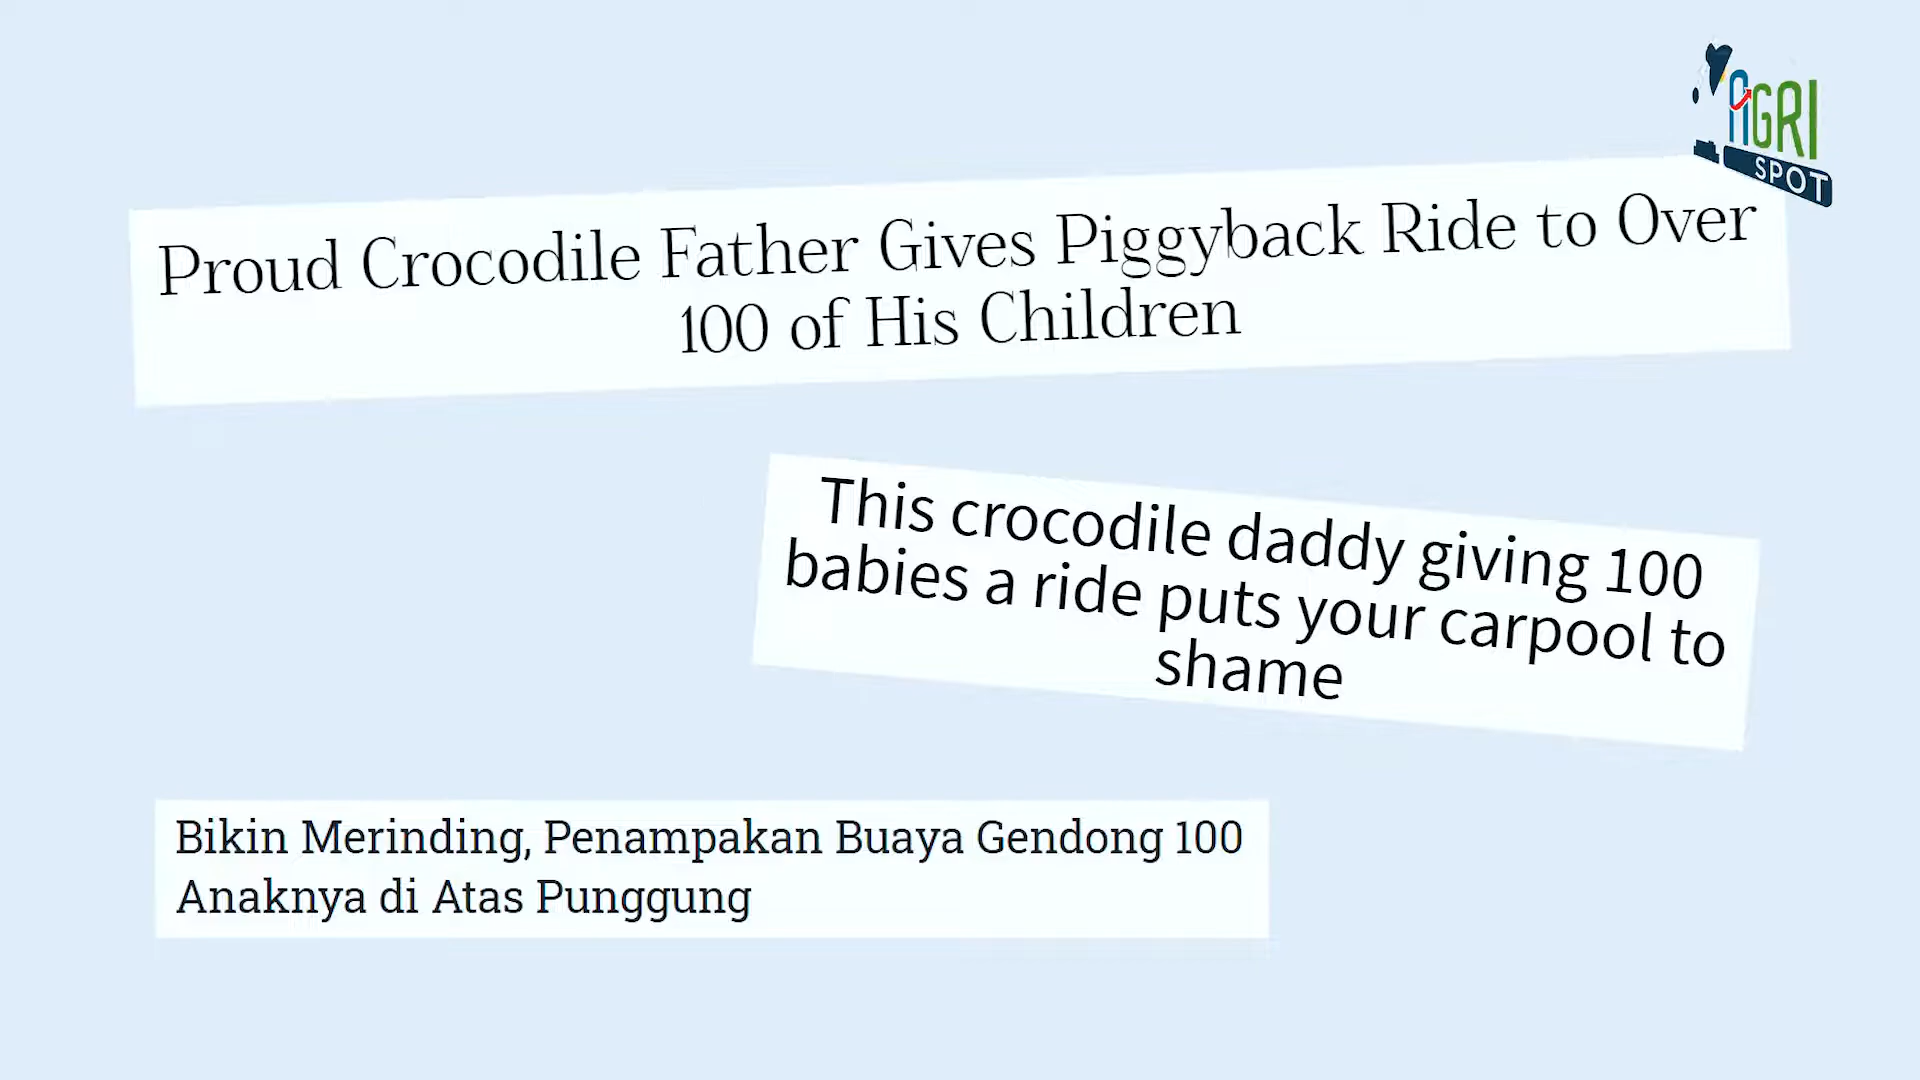 AGRI
SPOT
Proud Crocodile Father Gives Piggyback Ride to Over
100 of His Children
This crocodile daddy giving 100
babies a ride puts your carpool to
shame
Bikin Merinding, Penampakan Buaya Gendong 100
Anaknya di Atas Punggung